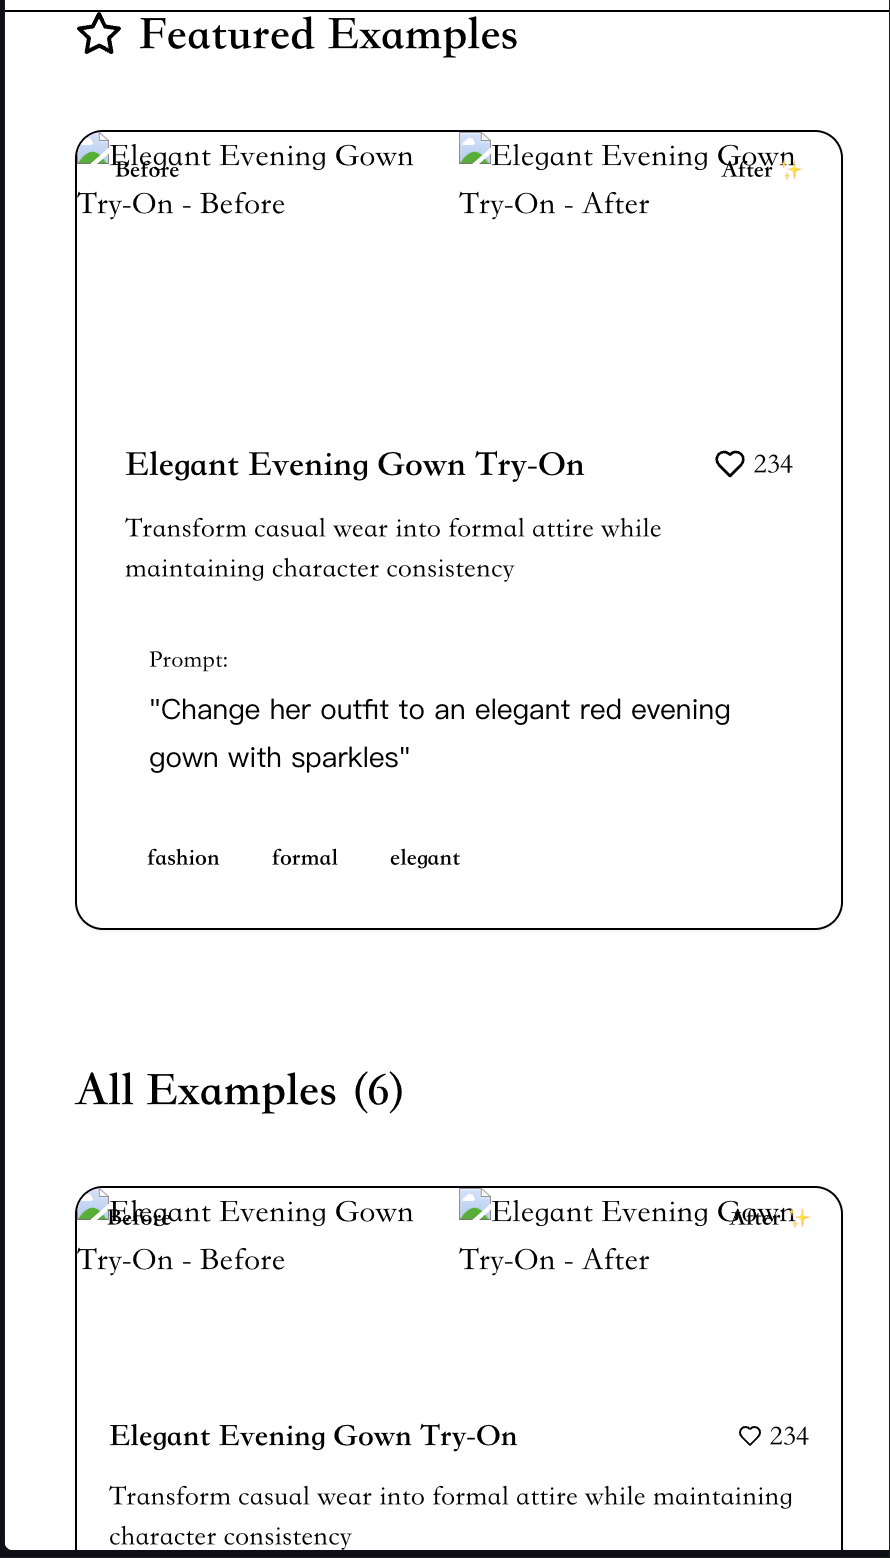 Featured Examples
Elegant Evening Gown
Before
Try-On - Before
Elegant Evening Gown
After ✨
Try-On - After
Elegant Evening Gown Try-On
234
Transform casual wear into formal attire while
maintaining character consistency
Prompt:
"Change her outfit to an elegant red evening
gown with sparkles"
fashion formal elegant
All Examples (6)
Elegant Evening Gown
Before
Try-On - Before
Elegant Evening Gown
After ✨
Try-On - After
Elegant Evening Gown Try-On
234
Transform casual wear into formal attire while maintaining
character consistency